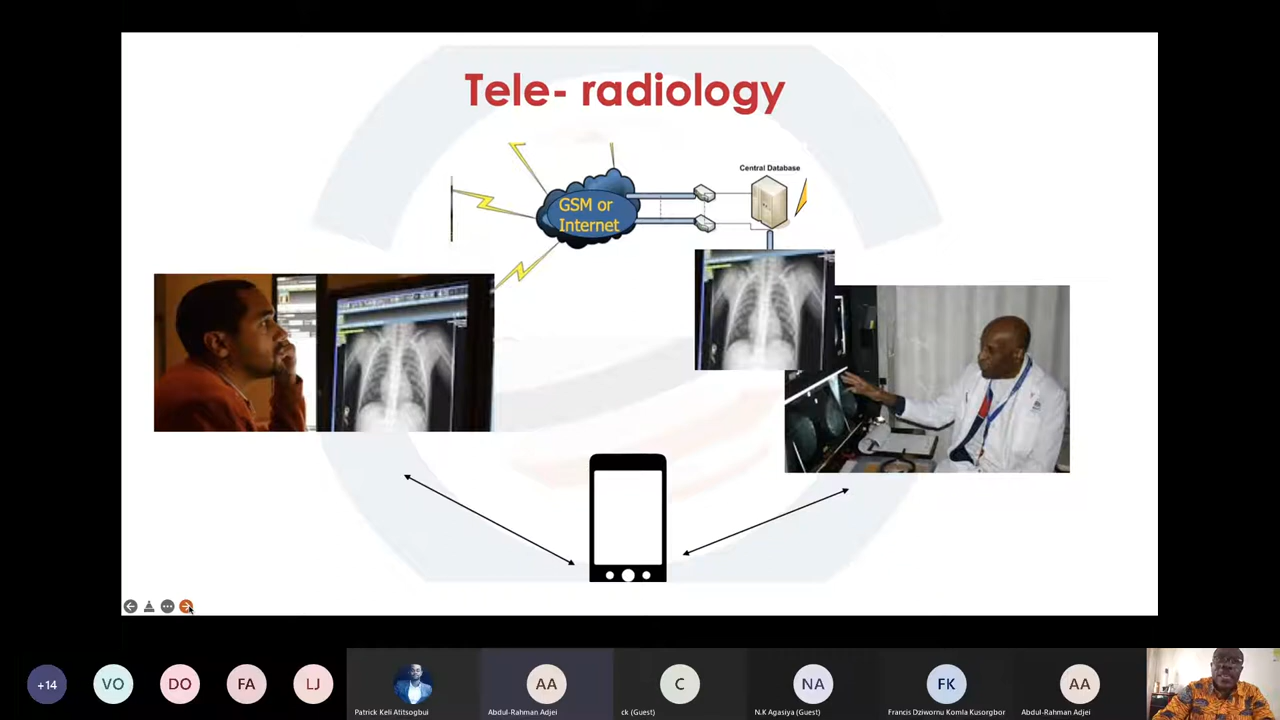 Tele- radiology
Central Database
GSM or
Internet
+14
VO
DO
FA
LJ
AA
C
NA
FK
AA
Patrick Keli Atitsogbui
Abdul-Rahman Adjei
ck (Guest)
N.K Agasiya (Guest)
Francis Dziwornu Komla Kusorgbor
Abdul-Rahman Adjei